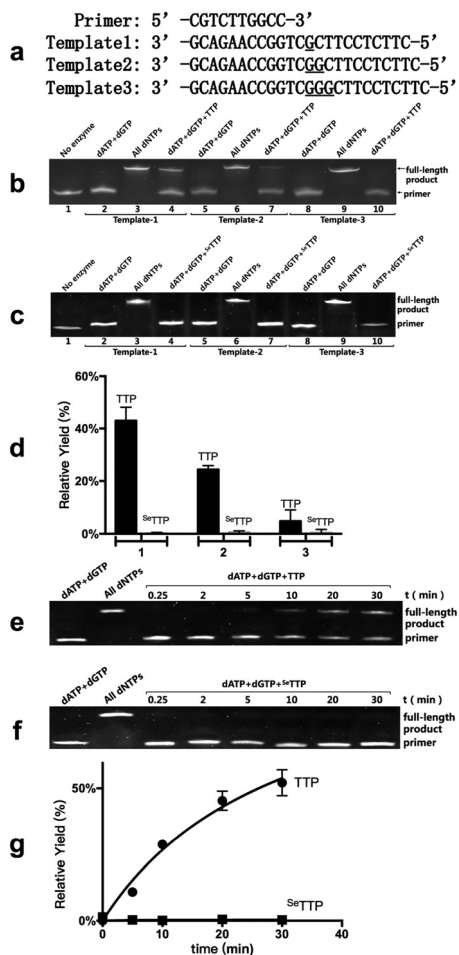 a
Primer: 5' -CGTCTTGGCC-3'
Template1: 3' -GCAGAACCGGTCGCTTCCTCTTC-5'
Template2: 3' -GCAGAACCGGTCGGCTTCCTCTTC-5'
Template3: 3' -GCAGAACCGGTCGGGCTTCCTCTTC-5'
b
No enzyme dATP+dGTP All dNTPs dATP+dGTP+TTP dATP+dGTP All dNTPs dATP+dGTP+TTP dATP+dGTP All dNTPs dATP+dGTP+TTP
full-length
product
primer
1 2 3 4 5 6 7 8 9 10
Template-1 Template-2 Template-3
c
No enzyme dATP+dGTP All dNTPs dATP+dGTP+SeTTP dATP+dGTP All dNTPs dATP+dGTP+SeTTP dATP+dGTP All dNTPs dATP+dGTP+SeTTP
full-length
product
primer
1 2 3 4 5 6 7 8 9 10
Template-1 Template-2 Template-3
d
Relative Yield (%)
60%
40%
20%
0%
TTP SeTTP TTP SeTTP TTP SeTTP
1 2 3
e
dATP+dGTP All dNTPs
dATP+dGTP+TTP
0.25 2 5 10 20 30 t ( min )
full-length
product
primer
f
dATP+dGTP All dNTPs
dATP+dGTP+SeTTP
0.25 2 5 10 20 30 t ( min )
full-length
product
primer
g
Relative Yield (%)
50%
0%
TTP
SeTTP
0 10 20 30 40
time (min)